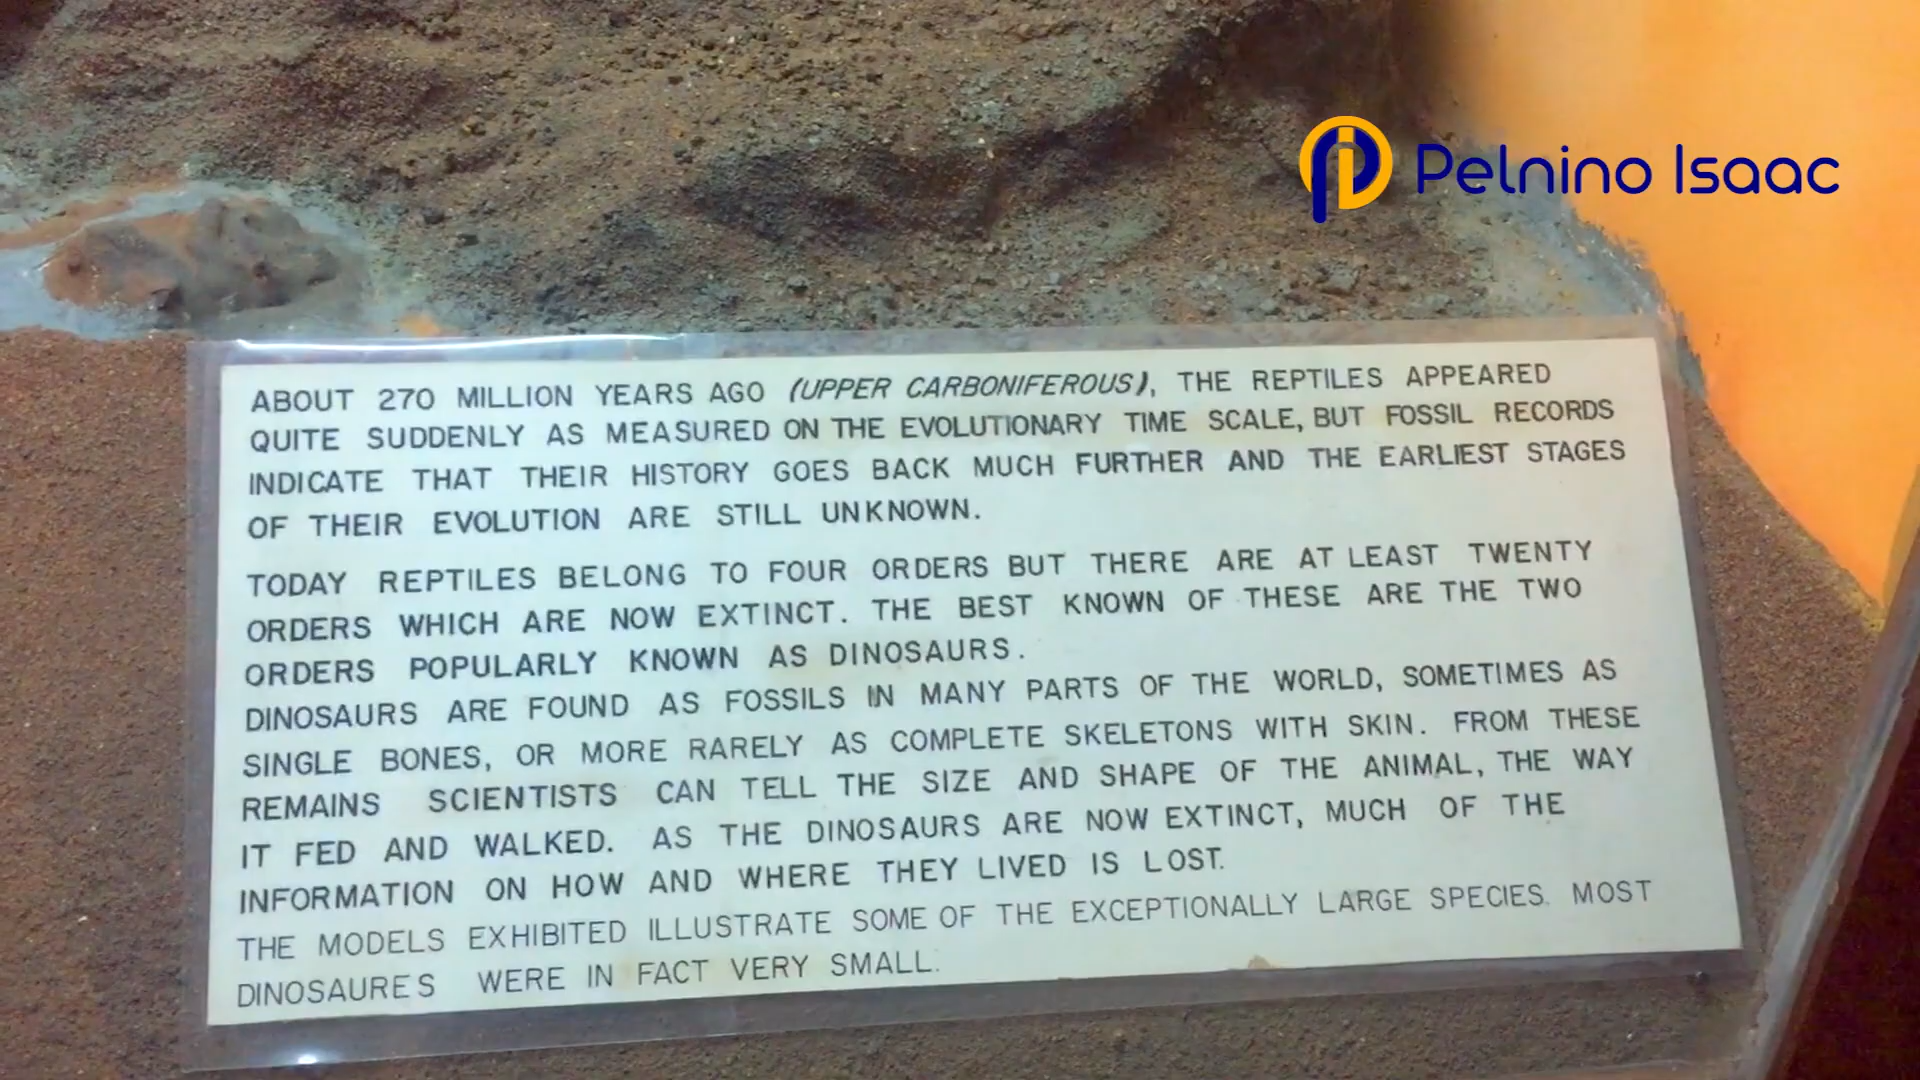 Pelnino Isaac
ABOUT 270 MILLION YEARS AGO (UPPER CARBONIFEROUS), THE REPTILES APPEARED
QUITE SUDDENLY AS MEASURED ON THE EVOLUTIONARY TIME SCALE, BUT FOSSIL RECORDS
INDICATE THAT THEIR HISTORY GOES BACK MUCH FURTHER AND THE EARLIEST STAGES
OF THEIR EVOLUTION ARE STILL UNKNOWN.
TODAY REPTILES BELONG TO FOUR ORDERS BUT THERE ARE AT LEAST TWENTY
ORDERS WHICH ARE NOW EXTINCT. THE BEST KNOWN OF THESE ARE THE TWO
ORDERS POPULARLY KNOWN AS DINOSAURS.
DINOSAURS ARE FOUND AS FOSSILS IN MANY PARTS OF THE WORLD, SOMETIMES AS
SINGLE BONES, OR MORE RARELY AS COMPLETE SKELETONS WITH SKIN. FROM THESE
REMAINS SCIENTISTS CAN TELL THE SIZE AND SHAPE OF THE ANIMAL, THE WAY
IT FED AND WALKED. AS THE DINOSAURS ARE NOW EXTINCT, MUCH OF THE
INFORMATION ON HOW AND WHERE THEY LIVED IS LOST.
THE MODELS EXHIBITED ILLUSTRATE SOME OF THE EXCEPTIONALLY LARGE SPECIES. MOST
DINOSAURES WERE IN FACT VERY SMALL.